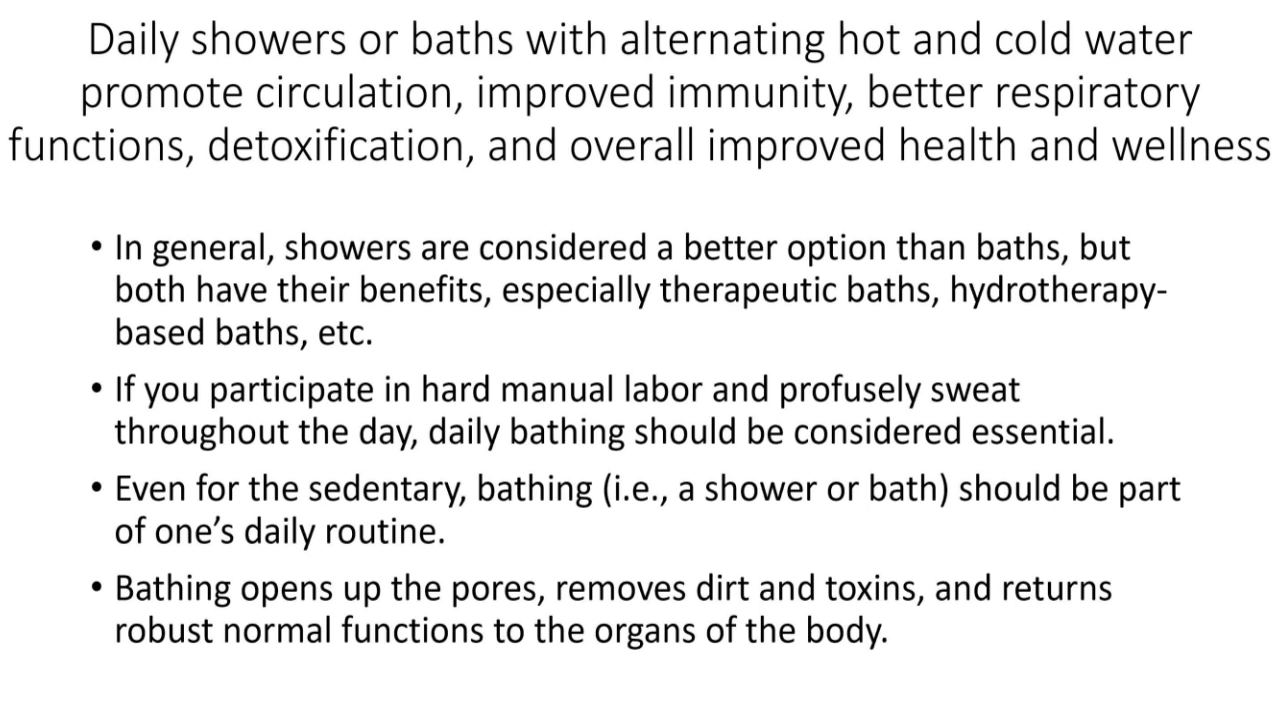 Daily showers or baths with alternating hot and cold water
promote circulation, improved immunity, better respiratory
functions, detoxification, and overall improved health and wellness
• In general, showers are considered a better option than baths, but
both have their benefits, especially therapeutic baths, hydrotherapy-
based baths, etc.
• If you participate in hard manual labor and profusely sweat
throughout the day, daily bathing should be considered essential.
• Even for the sedentary, bathing (i.e., a shower or bath) should be part
of one’s daily routine.
• Bathing opens up the pores, removes dirt and toxins, and returns
robust normal functions to the organs of the body.